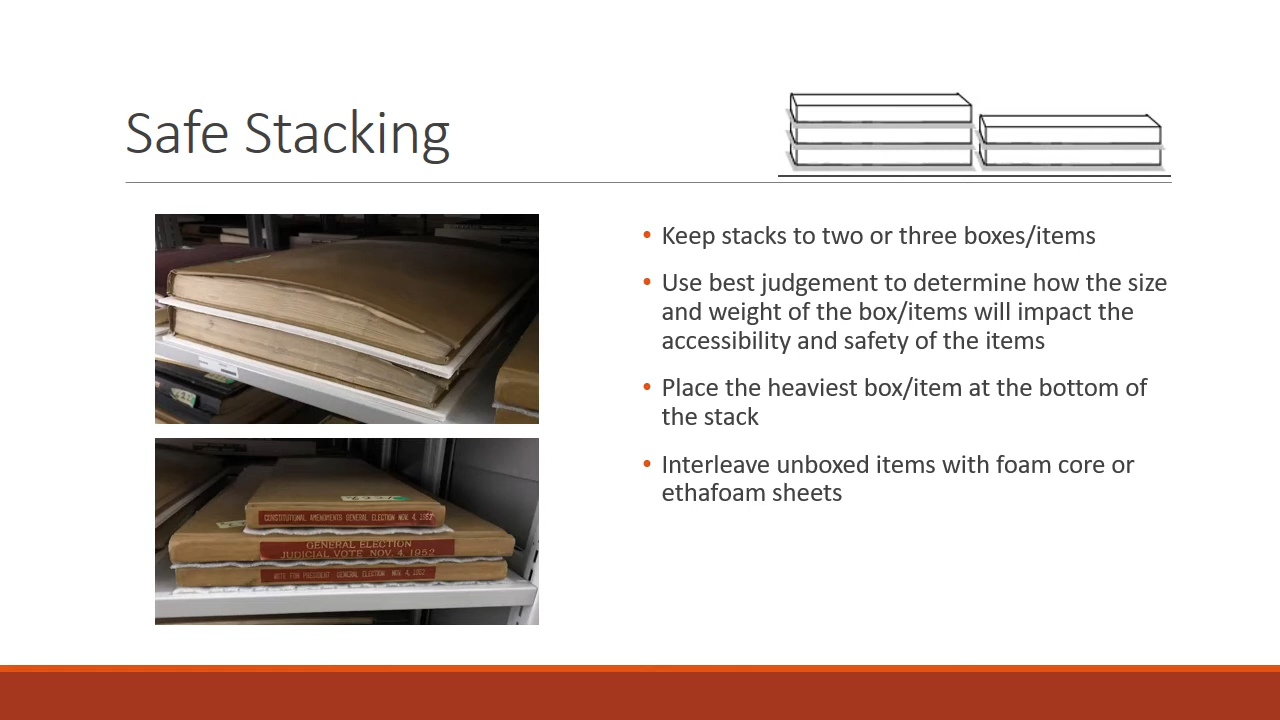 Safe Stacking
• Keep stacks to two or three boxes/items
• Use best judgement to determine how the size
and weight of the box/items will impact the
accessibility and safety of the items
• Place the heaviest box/item at the bottom of
the stack
• Interleave unboxed items with foam core or
ethafoam sheets
CONSTITUTIONAL AMENDMENTS GENERAL ELECTION NOV. 4, 1952
GENERAL ELECTION
JUDICIAL VOTE NOV. 4, 1952
VOTE FOR PRESIDENT GENERAL ELECTION NOV. 4, 1952